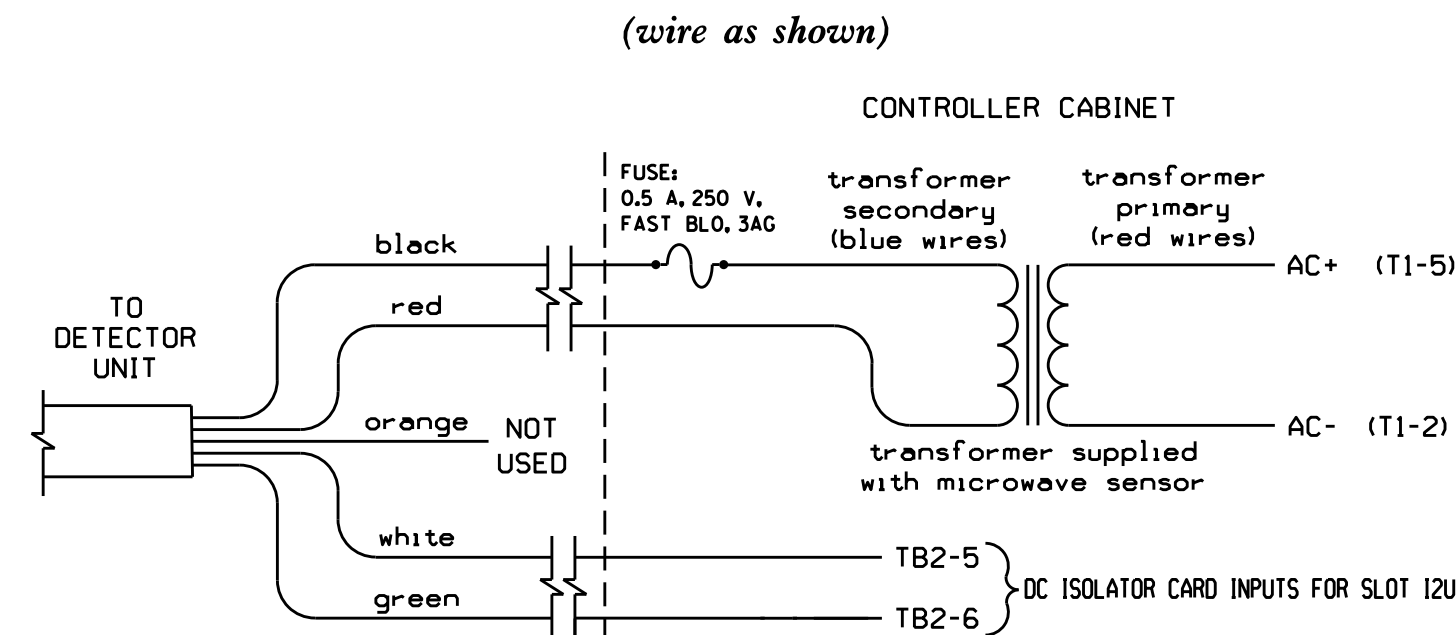 (wire as shown)
CONTROLLER CABINET
FUSE:
0.5 A, 250 V,
FAST BLO, 3AG
transformer
secondary
(blue wires)
transformer
primary
(red wires)
black
AC+ (T1-5)
red
TO
DETECTOR
UNIT
orange
NOT
USED
AC- (T1-2)
transformer supplied
with microwave sensor
white
TB2-5
DC ISOLATOR CARD INPUTS FOR SLOT I2U
green
TB2-6